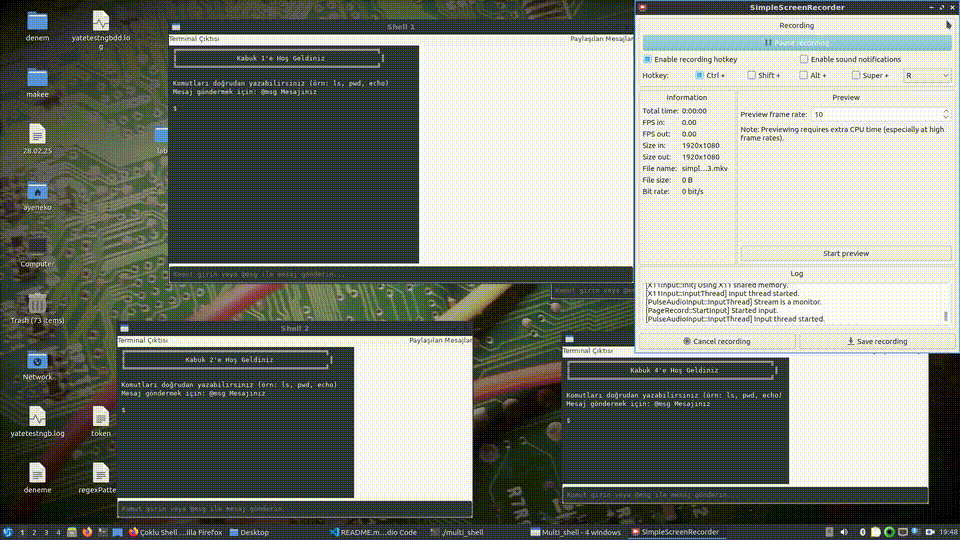 denem
yatetestngbdd.lo
g
makee
28.02.25
lab
ayeneko
Computer
Trash (73 items)
Network
yatetestngb.log
token
deneme
regexPatte
Shell 1
Terminal Çıktısı
Paylaşılan Mesajlar
Kabuk 1'e Hoş Geldiniz
Komutları doğrudan yazabilirsiniz (örn: ls, pwd, echo)
Mesaj göndermek için: @msg Mesajınız
$
Komut girin veya @msg ile mesaj gönderin...
Komut girin veya @msg
Shell 2
Terminal Çıktısı
Paylaşılan Mesajlar
Kabuk 2'e Hoş Geldiniz
Komutları doğrudan yazabilirsiniz (örn: ls, pwd, echo)
Mesaj göndermek için: @msg Mesajınız
$
Komut girin veya @msg ile mesaj gönderin...
Terminal Çıktısı
Kabuk 4'e Hoş Geldiniz
Komutları doğrudan yazabilirsiniz (örn: ls, pwd, echo)
Mesaj göndermek için: @msg Mesajınız
$
Komut girin veya @msg ile mesaj gönderin...
SimpleScreenRecorder
Recording
Pause recording
Enable recording hotkey
Enable sound notifications
Hotkey: Ctrl + Shift + Alt + Super + R
Information
Total time: 0:00:00
FPS in: 0.00
FPS out: 0.00
Size in: 1920x1080
Size out: 1920x1080
File name: simpl...3.mkv
File size: 0 B
Bit rate: 0 bit/s
Preview
Preview frame rate: 10
Note: Previewing requires extra CPU time (especially at high
frame rates).
Start preview
Log
[X11Input::Init] Using X11 shared memory.
[X11Input::InputThread] Input thread started.
[PulseAudioInput::InputThread] Stream is a monitor.
[PageRecord::StartInput] Started input.
[PulseAudioInput::InputThread] Input thread started.
Cancel recording
Save recording
1 2 3 4
Çoklu Shell ...illa Firefox
Desktop
README.m...dio Code
./multi_shell
Multi_shell - 4 windows
SimpleScreenRecorder
19:48